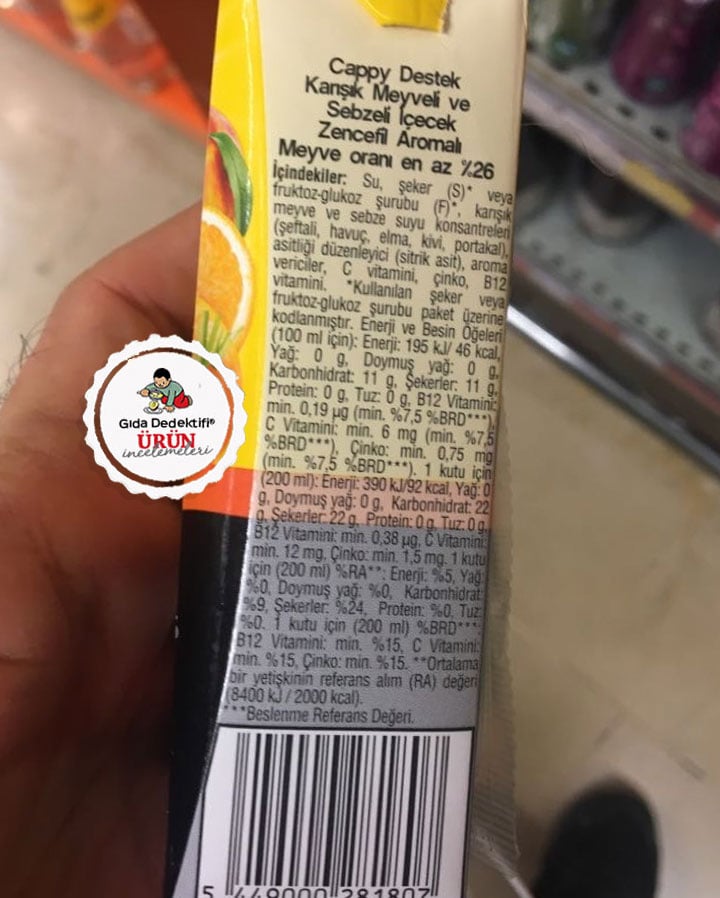 Cappy Destek
Karışık Meyveli ve
Sebzeli İçecek
Zencefil Aromalı
Meyve oranı en az %26
İçindekiler: Su, şeker (S)* veya
fruktoz-glukoz şurubu (F)*, karışık
meyve ve sebze suyu konsantreleri
(şeftali, havuç, elma, kivi, portakal),
asitliği düzenleyici (sitrik asit), aroma
vericiler, C vitamini, çinko, B12
vitamini. *Kullanılan şeker veya
fruktoz-glukoz şurubu paket üzerine
kodlanmıştır. Enerji ve Besin Öğeleri
(100 ml için): Enerji: 195 kJ/ 46 kcal,
Yağ: 0 g, Doymuş yağ: 0 g,
Karbonhidrat: 11 g, Şekerler: 11 g,
Protein: 0 g, Tuz: 0 g, B12 Vitamini:
min. 0,19 µg (min. %7,5 %BRD***),
C Vitamini: min. 6 mg (min. %7,5
%BRD***), Çinko: min. 0,75 mg
(min. %7,5 %BRD***). 1 kutu için
(200 ml): Enerji: 390 kJ/92 kcal, Yağ: 0
g, Doymuş yağ: 0 g, Karbonhidrat: 22
g, Şekerler: 22 g, Protein: 0 g, Tuz: 0 g,
B12 Vitamini: min. 0,38 µg, C Vitamini:
min. 12 mg, Çinko: min. 1,5 mg. 1 kutu
için (200 ml) %RA**: Enerji: %5, Yağ:
%0, Doymuş yağ: %0, Karbonhidrat:
%9, Şekerler: %24, Protein: %0, Tuz:
%0. 1 kutu için (200 ml) %BRD***:
B12 Vitamini: min. %15, C Vitamini:
min. %15, Çinko: min. %15. **Ortalama
bir yetişkinin referans alım (RA) değeri
(8400 kJ / 2000 kcal).
***Beslenme Referans Değeri.
5 449000 281807
Gıda Dedektifi®
ÜRÜN
incelemeleri